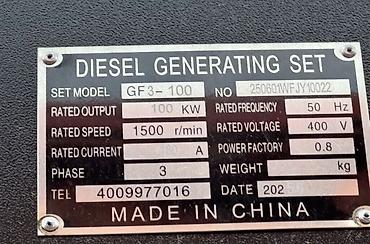 DIESEL GENERATING SET
SET MODEL GF3-100 NO 250601WFJY10022
RATED OUTPUT 100 KW RATED FREQUENCY 50 Hz
RATED SPEED 1500 r/min RATED VOLTAGE 400 V
RATED CURRENT A POWER FACTORY 0.8
PHASE 3 WEIGHT kg
TEL 4009977016 DATE 202
MADE IN CHINA